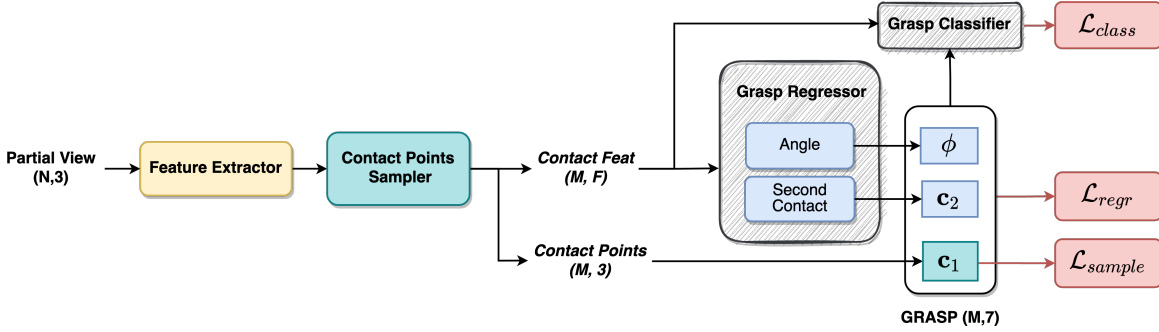 Partial View
(N,3)
Feature Extractor
Contact Points
Sampler
Contact Feat
(M, F)
Contact Points
(M, 3)
Grasp Regressor
Angle
Second
Contact
Grasp Classifier
ϕ
c₂
c₁
GRASP (M,7)
ℒ_class
ℒ_regr
ℒ_sample